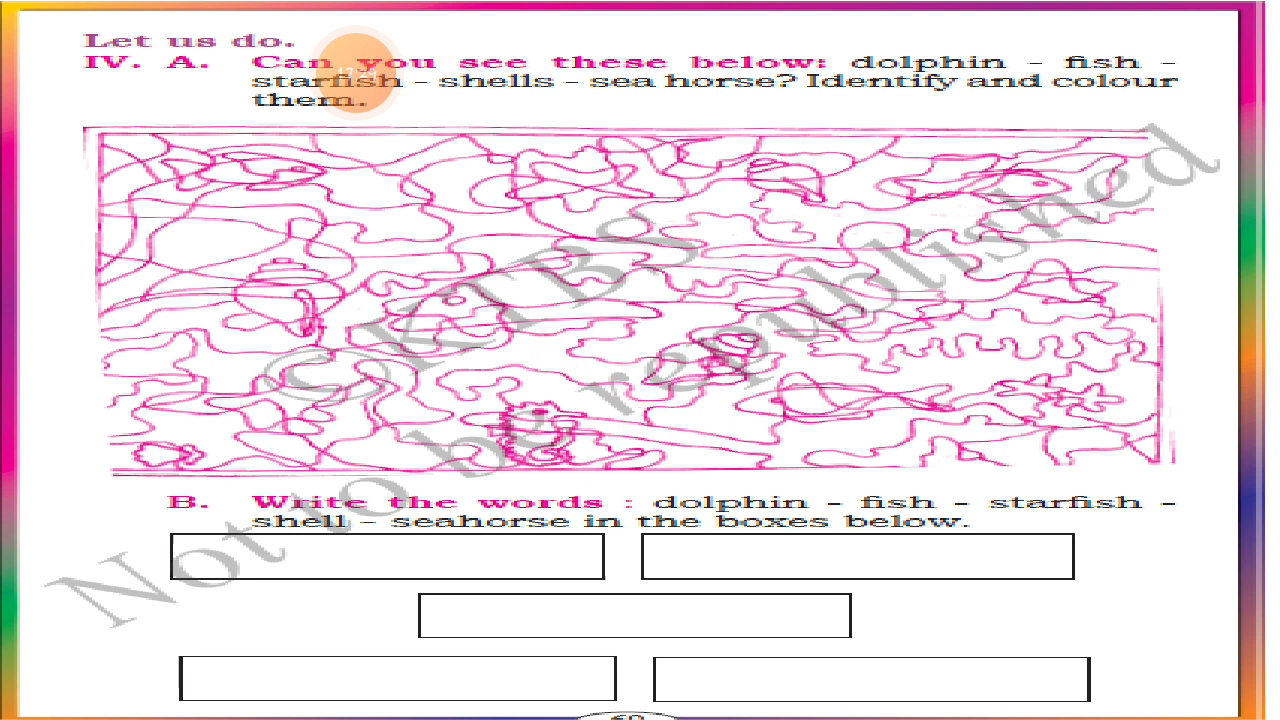 Let us do.
IV. A. Can you see these below: dolphin - fish -
starfish - shells - sea horse? Identify and colour
them.
© KTBS
Not to be republished
B. Write the words : dolphin - fish - starfish -
shell - seahorse in the boxes below.